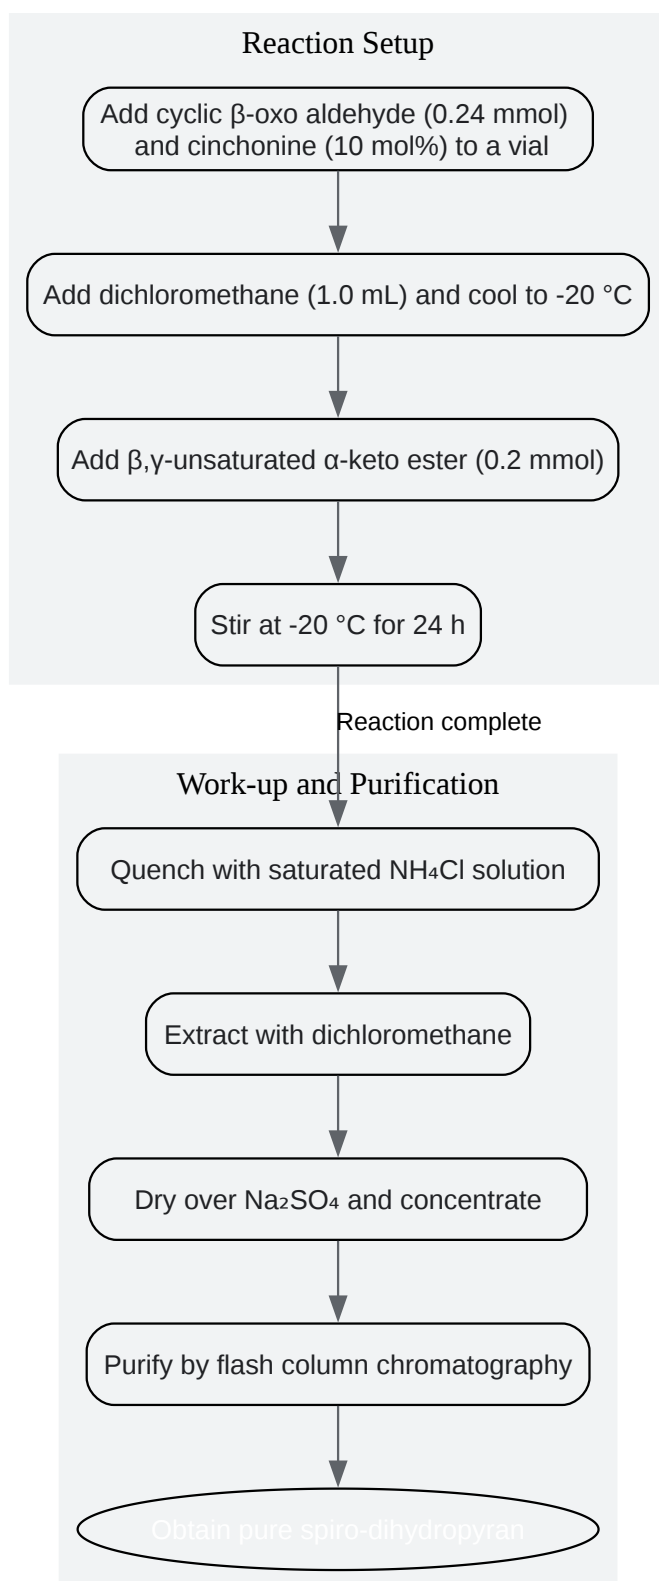 Reaction Setup
Add cyclic β-oxo aldehyde (0.24 mmol)
and cinchonine (10 mol%) to a vial
Add dichloromethane (1.0 mL) and cool to -20 °C
Add β,γ-unsaturated α-keto ester (0.2 mmol)
Stir at -20 °C for 24 h
Reaction complete
Work-up and Purification
Quench with saturated NH₄Cl solution
Extract with dichloromethane
Dry over Na₂SO₄ and concentrate
Purify by flash column chromatography
Obtain pure spiro-dihydropyran